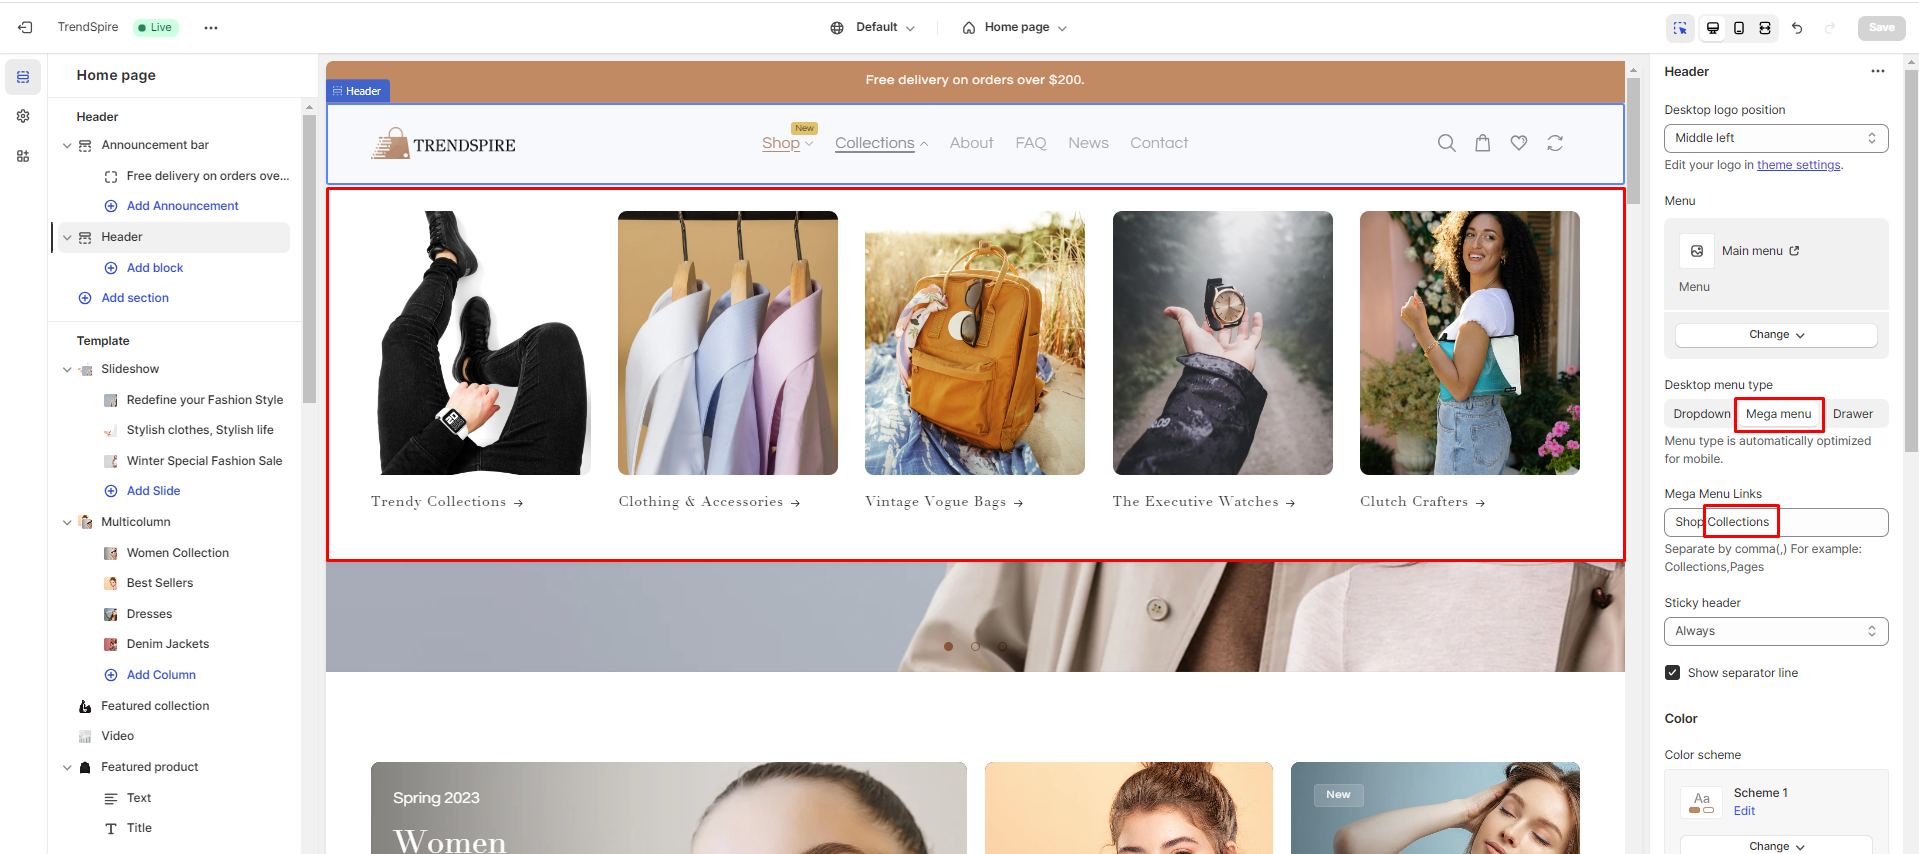 TrendSpire
Live
Default
Home page
Save
Home page
Header
Announcement bar
Free delivery on orders ove...
Add Announcement
Header
Add block
Add section
Template
Slideshow
Redefine your Fashion Style
Stylish clothes, Stylish life
Winter Special Fashion Sale
Add Slide
Multicolumn
Women Collection
Best Sellers
Dresses
Denim Jackets
Add Column
Featured collection
Video
Featured product
Text
Title
Free delivery on orders over $200.
Header
TRENDSPIRE
New
Shop
Collections
About
FAQ
News
Contact
Trendy Collections →
Clothing & Accessories →
Vintage Vogue Bags →
The Executive Watches →
Clutch Crafters →
Spring 2023
Women
New
Header
Desktop logo position
Middle left
Edit your logo in theme settings.
Menu
Main menu
Menu
Change
Desktop menu type
Dropdown
Mega menu
Drawer
Menu type is automatically optimized
for mobile.
Mega Menu Links
Shop,Collections
Separate by comma(,) For example:
Collections,Pages
Sticky header
Always
Show separator line
Color
Color scheme
Aa
Scheme 1
Edit
Change